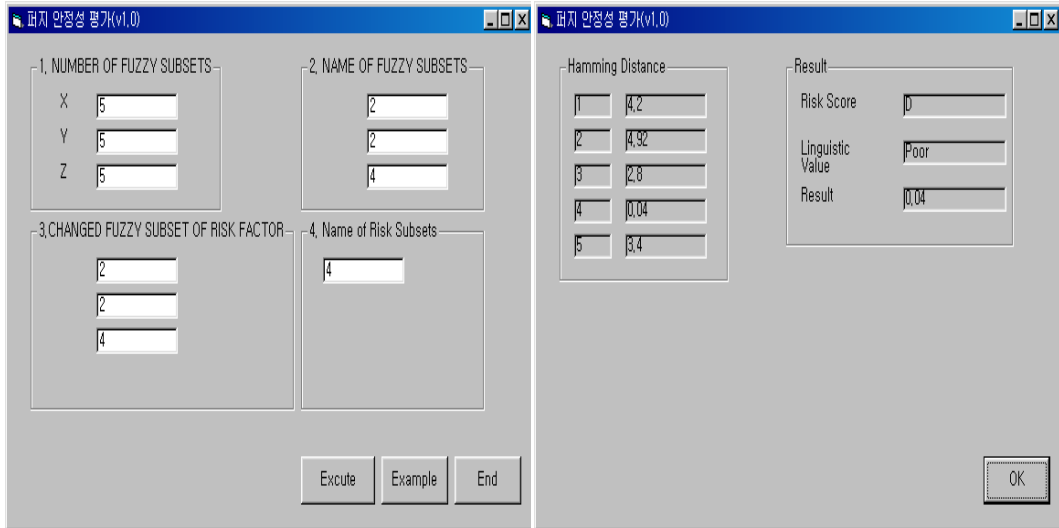 퍼지 안정성 평가(v1,0)
1, NUMBER OF FUZZY SUBSETS
X 5
Y 5
Z 5
2, NAME OF FUZZY SUBSETS
2
2
4
3,CHANGED FUZZY SUBSET OF RISK FACTOR
2
2
4
4, Name of Risk Subsets
4
Excute Example End
퍼지 안정성 평가(v1,0)
Hamming Distance
1 4,2
2 4,92
3 2,8
4 0,04
5 3,4
Result
Risk Score D
Linguistic
Value Poor
Result 0,04
OK